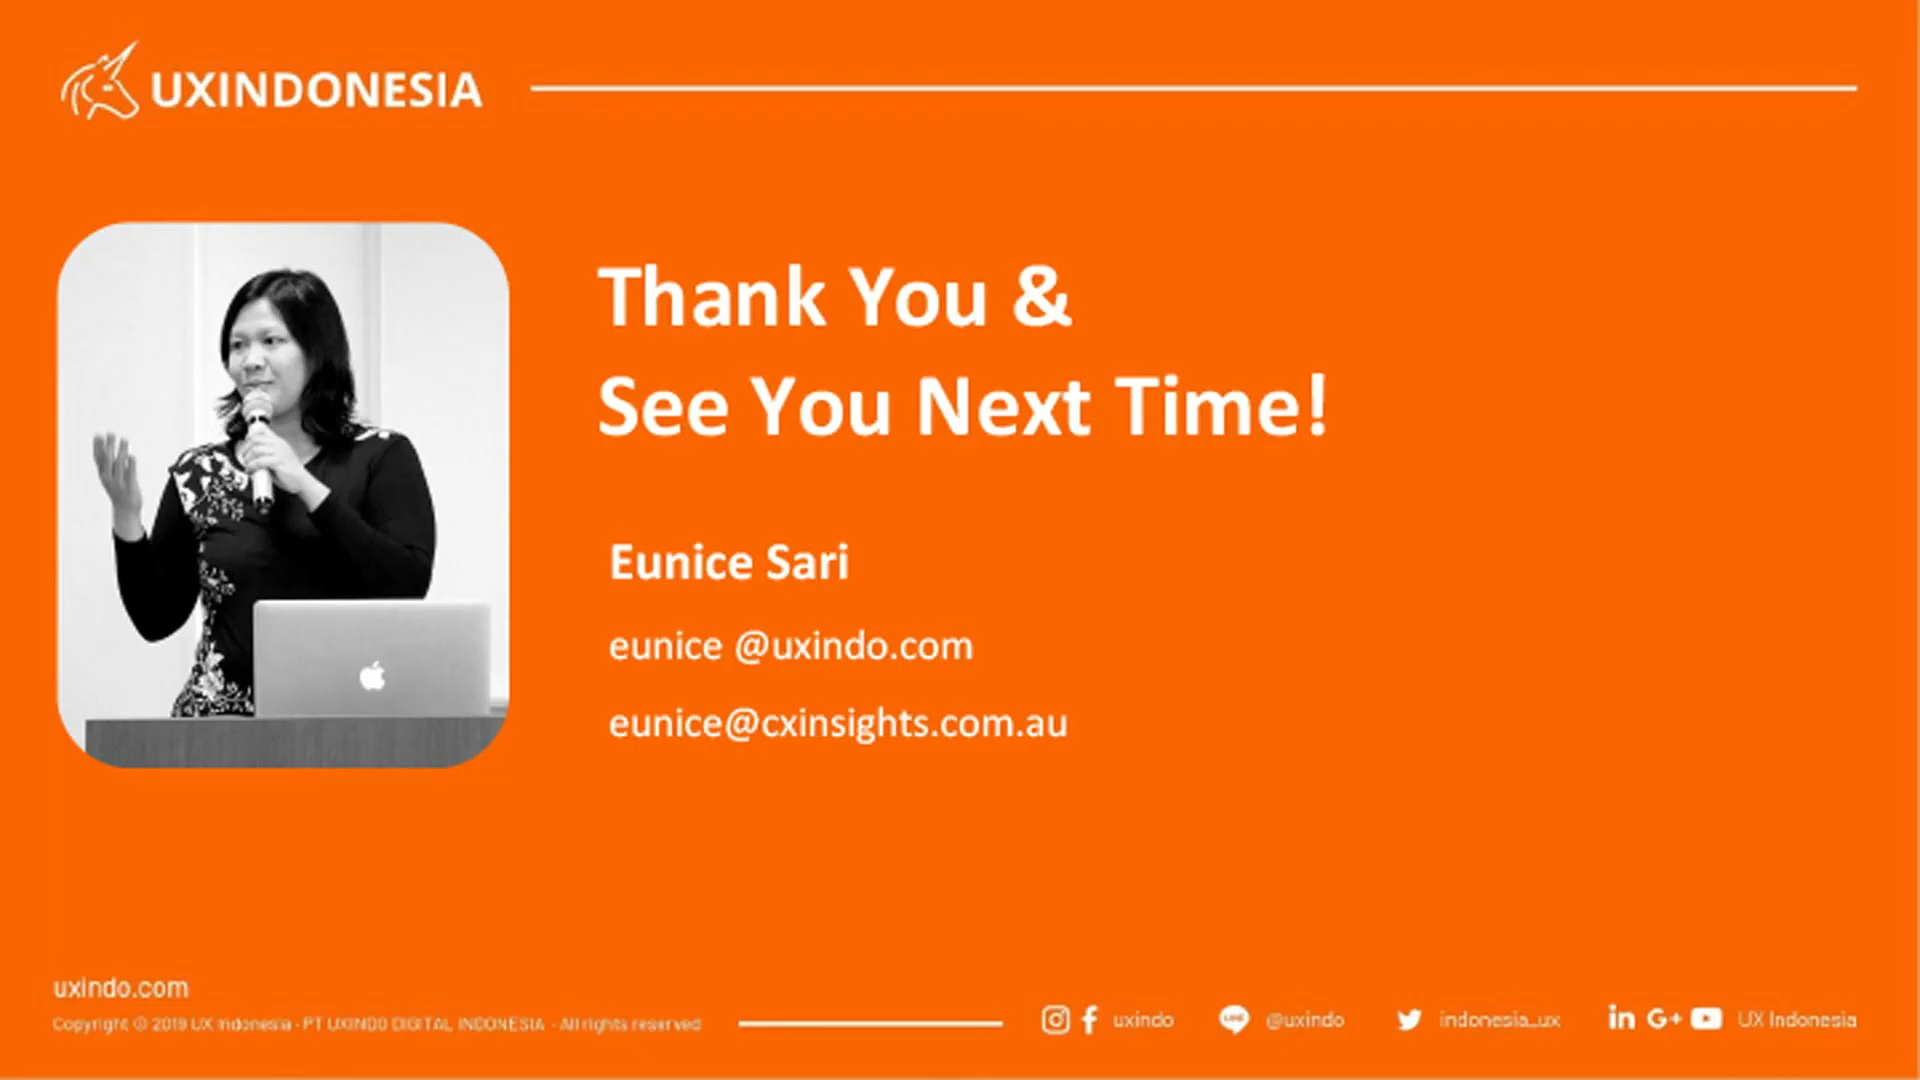 UXINDONESIA
Thank You &
See You Next Time!
Eunice Sari
eunice @uxindo.com
eunice@cxinsights.com.au
uxindo.com
Copyright © 2019 UX Indonesia - PT UXINDO DIGITAL INDONESIA - All rights reserved
uxindo
LINE
@uxindo
indonesia_ux
UX Indonesia